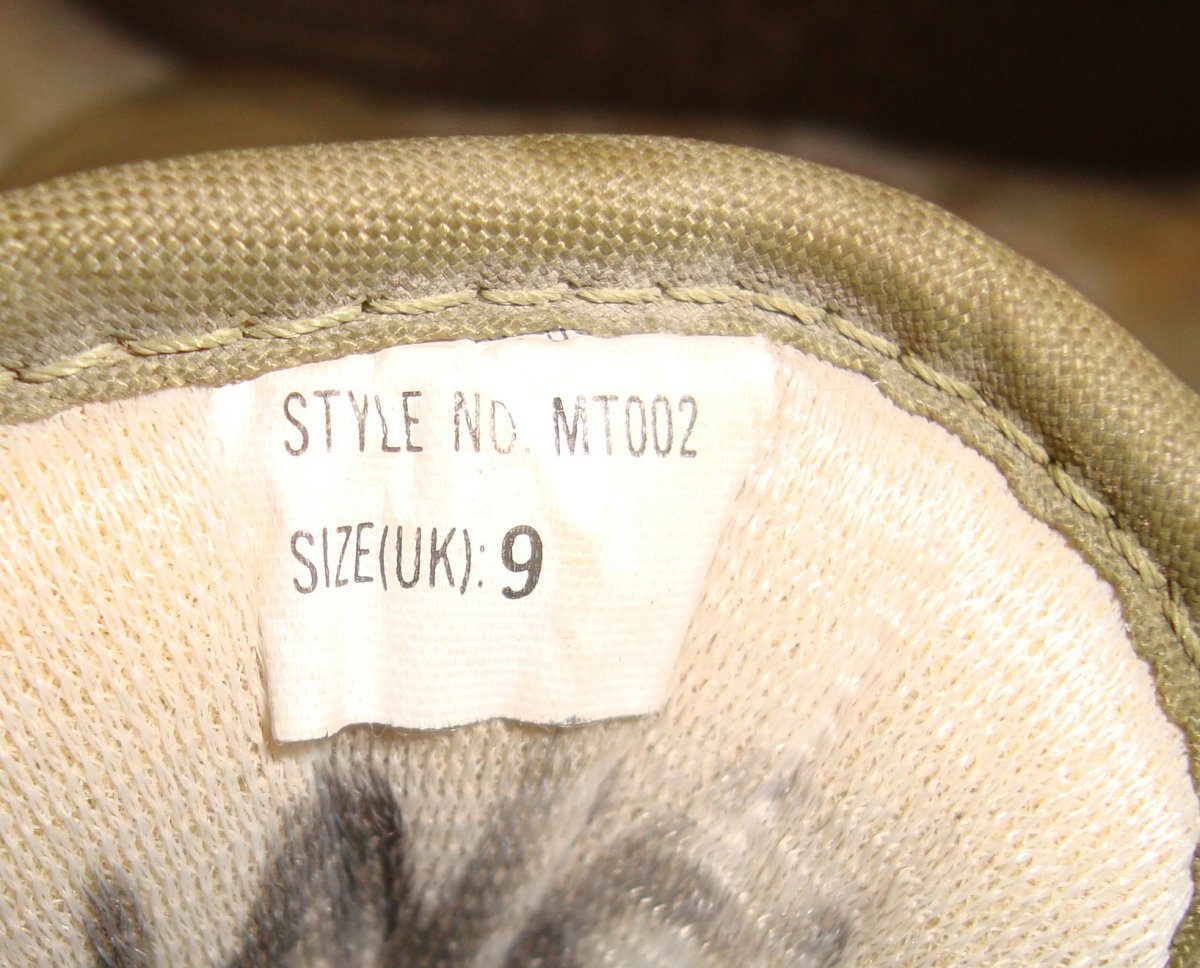 STYLE NO. MT002
SIZE(UK): 9